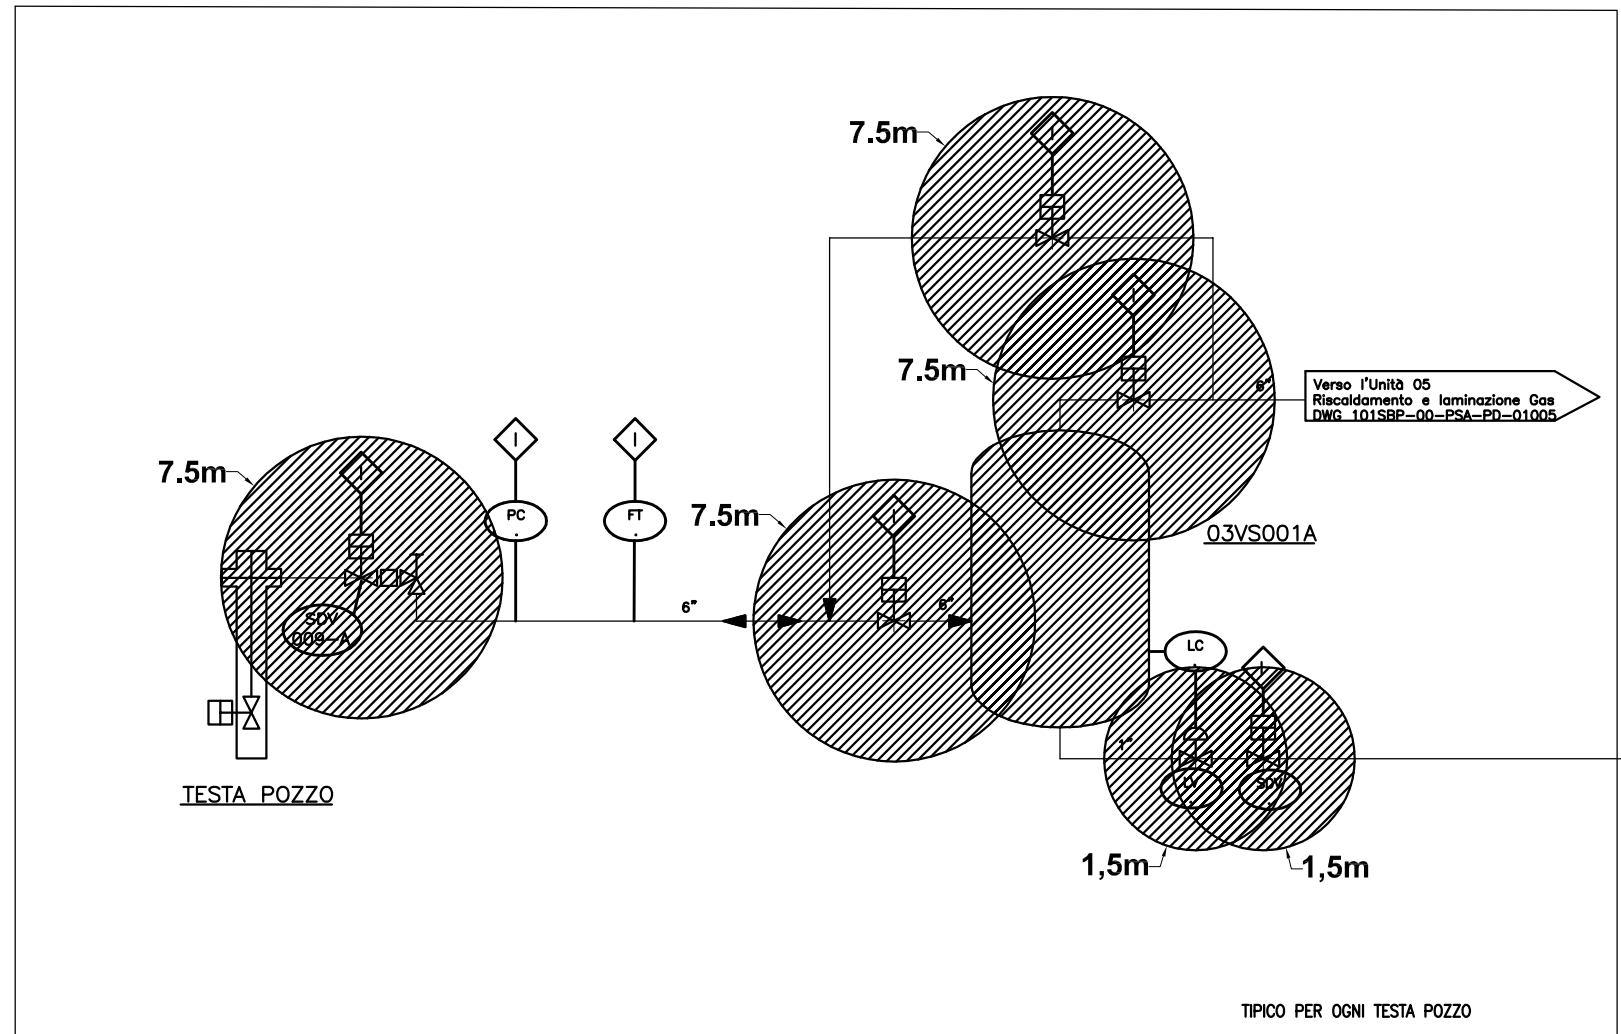 7.5m
7.5m
6"
Verso l'Unità 05
Riscaldamento e laminazione Gas
DWG 101SBP-00-PSA-PD-01005
7.5m
PC
FT
7.5m
03VS001A
6"
6"
SDV
009-A
LC
1"
LV
SDV
TESTA POZZO
1,5m
1,5m
TIPICO PER OGNI TESTA POZZO